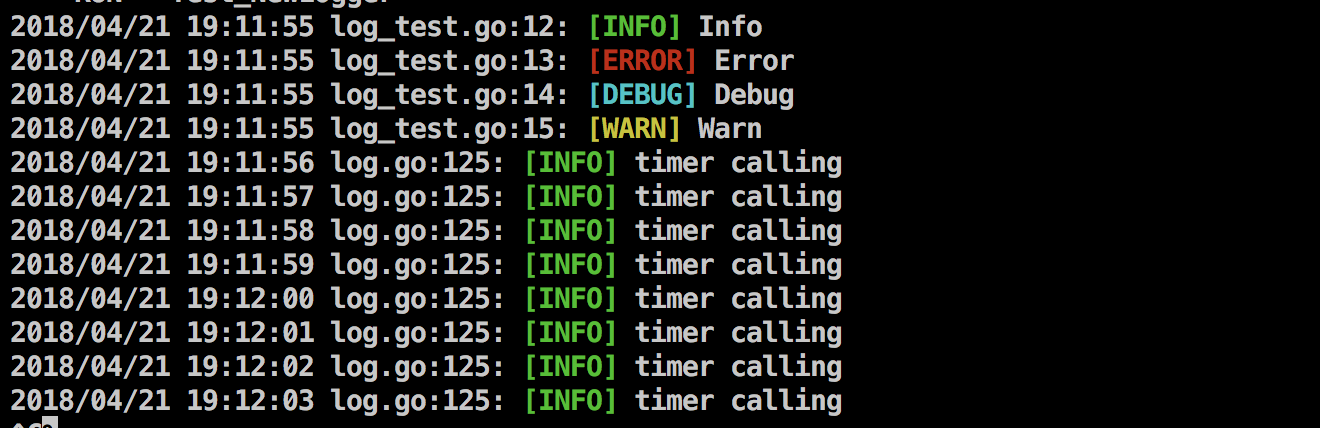 RUN Test_NewLogger
2018/04/21 19:11:55 log_test.go:12: [INFO] Info
2018/04/21 19:11:55 log_test.go:13: [ERROR] Error
2018/04/21 19:11:55 log_test.go:14: [DEBUG] Debug
2018/04/21 19:11:55 log_test.go:15: [WARN] Warn
2018/04/21 19:11:56 log.go:125: [INFO] timer calling
2018/04/21 19:11:57 log.go:125: [INFO] timer calling
2018/04/21 19:11:58 log.go:125: [INFO] timer calling
2018/04/21 19:11:59 log.go:125: [INFO] timer calling
2018/04/21 19:12:00 log.go:125: [INFO] timer calling
2018/04/21 19:12:01 log.go:125: [INFO] timer calling
2018/04/21 19:12:02 log.go:125: [INFO] timer calling
2018/04/21 19:12:03 log.go:125: [INFO] timer calling